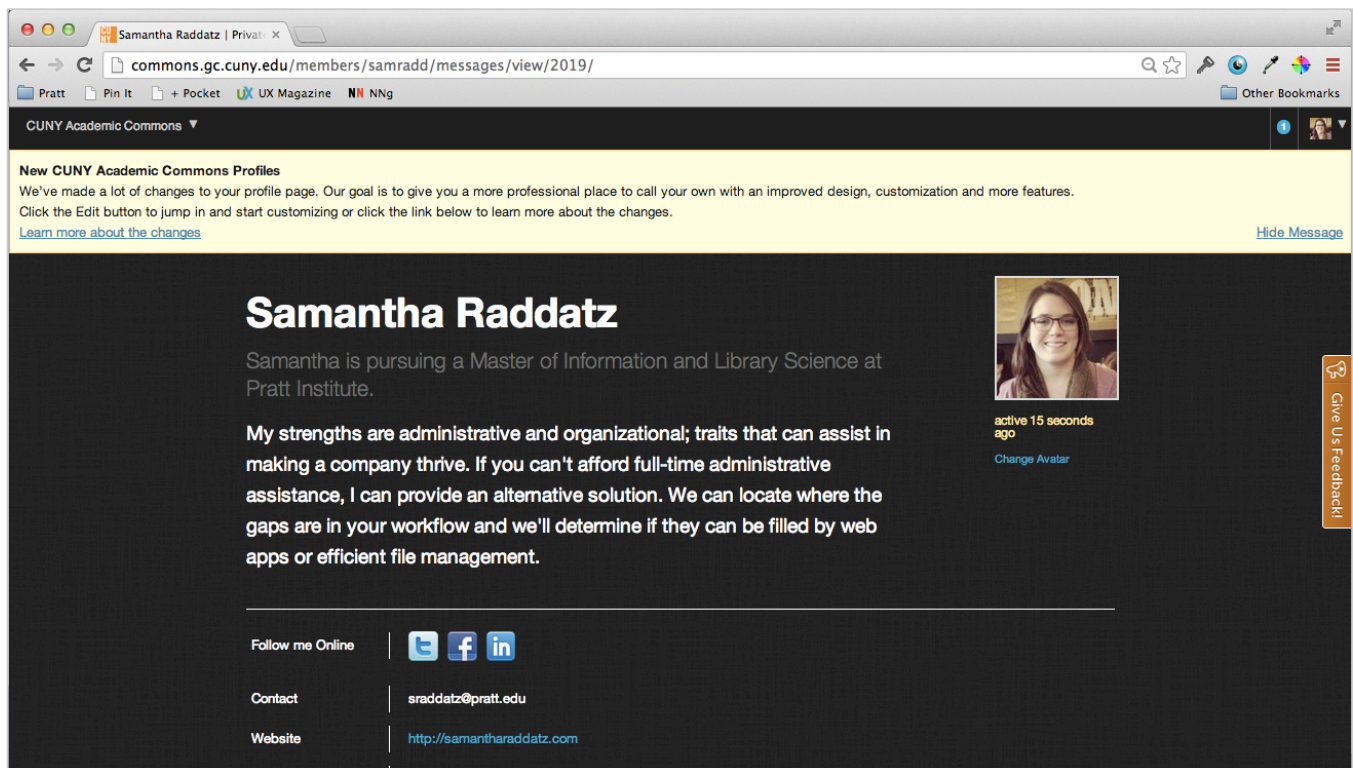 Samantha Raddatz | Privat
commons.gc.cuny.edu/members/samradd/messages/view/2019/
Pratt Pin It + Pocket UX UX Magazine NN NNg Other Bookmarks
CUNY Academic Commons 1
New CUNY Academic Commons Profiles
We've made a lot of changes to your profile page. Our goal is to give you a more professional place to call your own with an improved design, customization and more features.
Click the Edit button to jump in and start customizing or click the link below to learn more about the changes.
Learn more about the changes Hide Message
Samantha Raddatz
Samantha is pursuing a Master of Information and Library Science at
Pratt Institute.
My strengths are administrative and organizational; traits that can assist in
making a company thrive. If you can't afford full-time administrative
assistance, I can provide an alternative solution. We can locate where the
gaps are in your workflow and we'll determine if they can be filled by web
apps or efficient file management.
active 15 seconds
ago
Change Avatar
Give Us Feedback!
Follow me Online
Contact sraddatz@pratt.edu
Website http://samantharaddatz.com